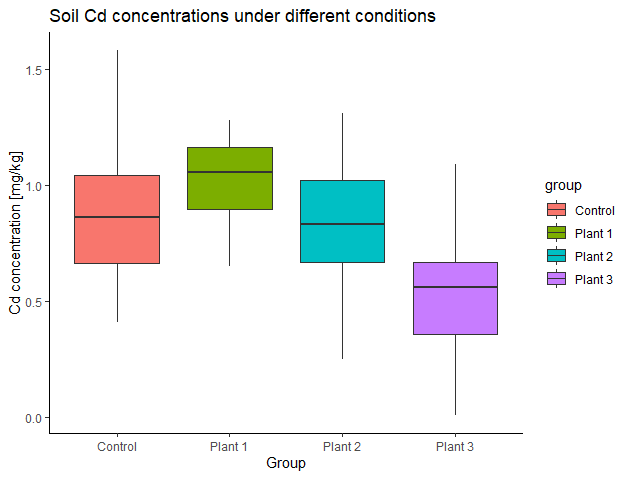 Soil Cd concentrations under different conditions
Cd concentration [mg/kg]
1.5
1.0
0.5
0.0
Control
Plant 1
Plant 2
Plant 3
Group
group
Control
Plant 1
Plant 2
Plant 3